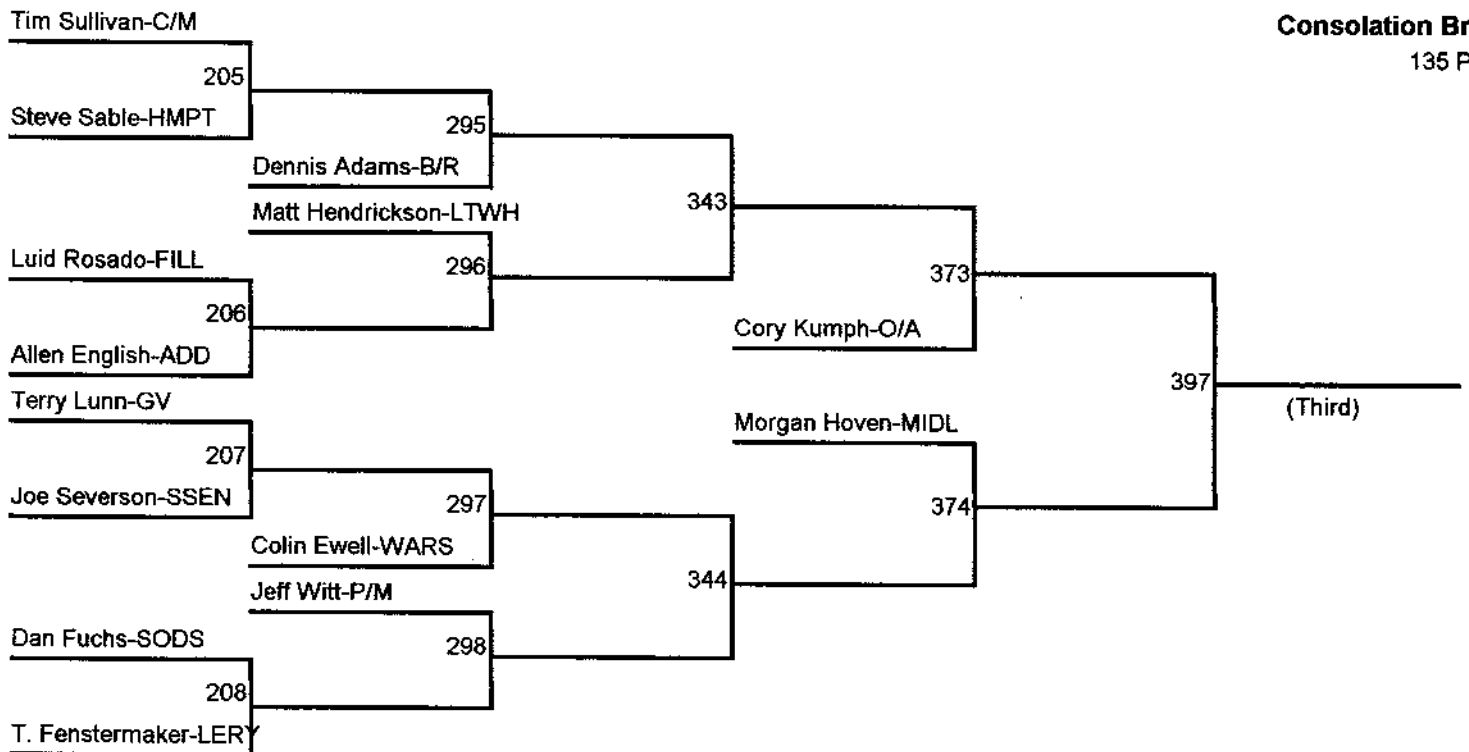 Tim Sullivan-C/M
Consolation Br
135 P
205
Steve Sable-HMPT
295
Dennis Adams-B/R
Matt Hendrickson-LTWH
343
Luid Rosado-FILL
296
373
206
Cory Kumph-O/A
Allen English-ADD
397
Terry Lunn-GV
(Third)
Morgan Hoven-MIDL
207
Joe Severson-SSEN
297
374
Colin Ewell-WARS
344
Jeff Witt-P/M
Dan Fuchs-SODS
298
208
T. Fenstermaker-LERY